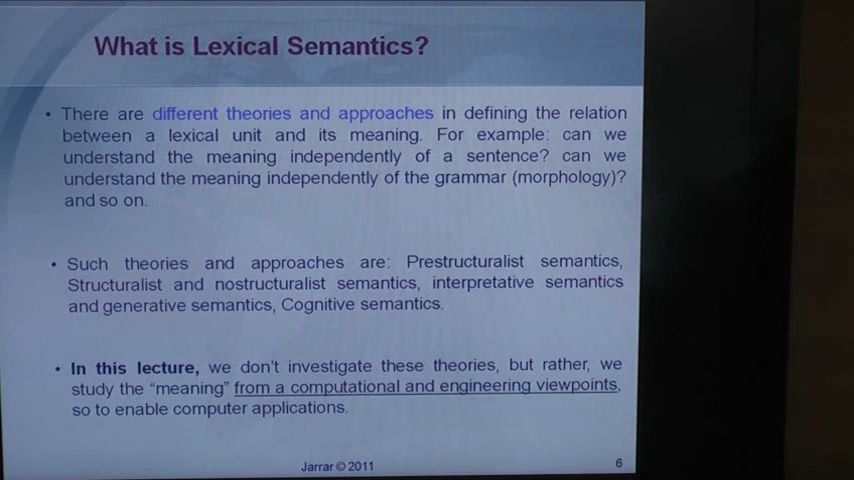 What is Lexical Semantics?
• There are different theories and approaches in defining the relation
between a lexical unit and its meaning. For example: can we
understand the meaning independently of a sentence? can we
understand the meaning independently of the grammar (morphology)?
and so on.
• Such theories and approaches are: Prestructuralist semantics,
Structuralist and nostructuralist semantics, interpretative semantics
and generative semantics, Cognitive semantics.
• In this lecture, we don't investigate these theories, but rather, we
study the “meaning” from a computational and engineering viewpoints,
so to enable computer applications.
Jarrar © 2011
6